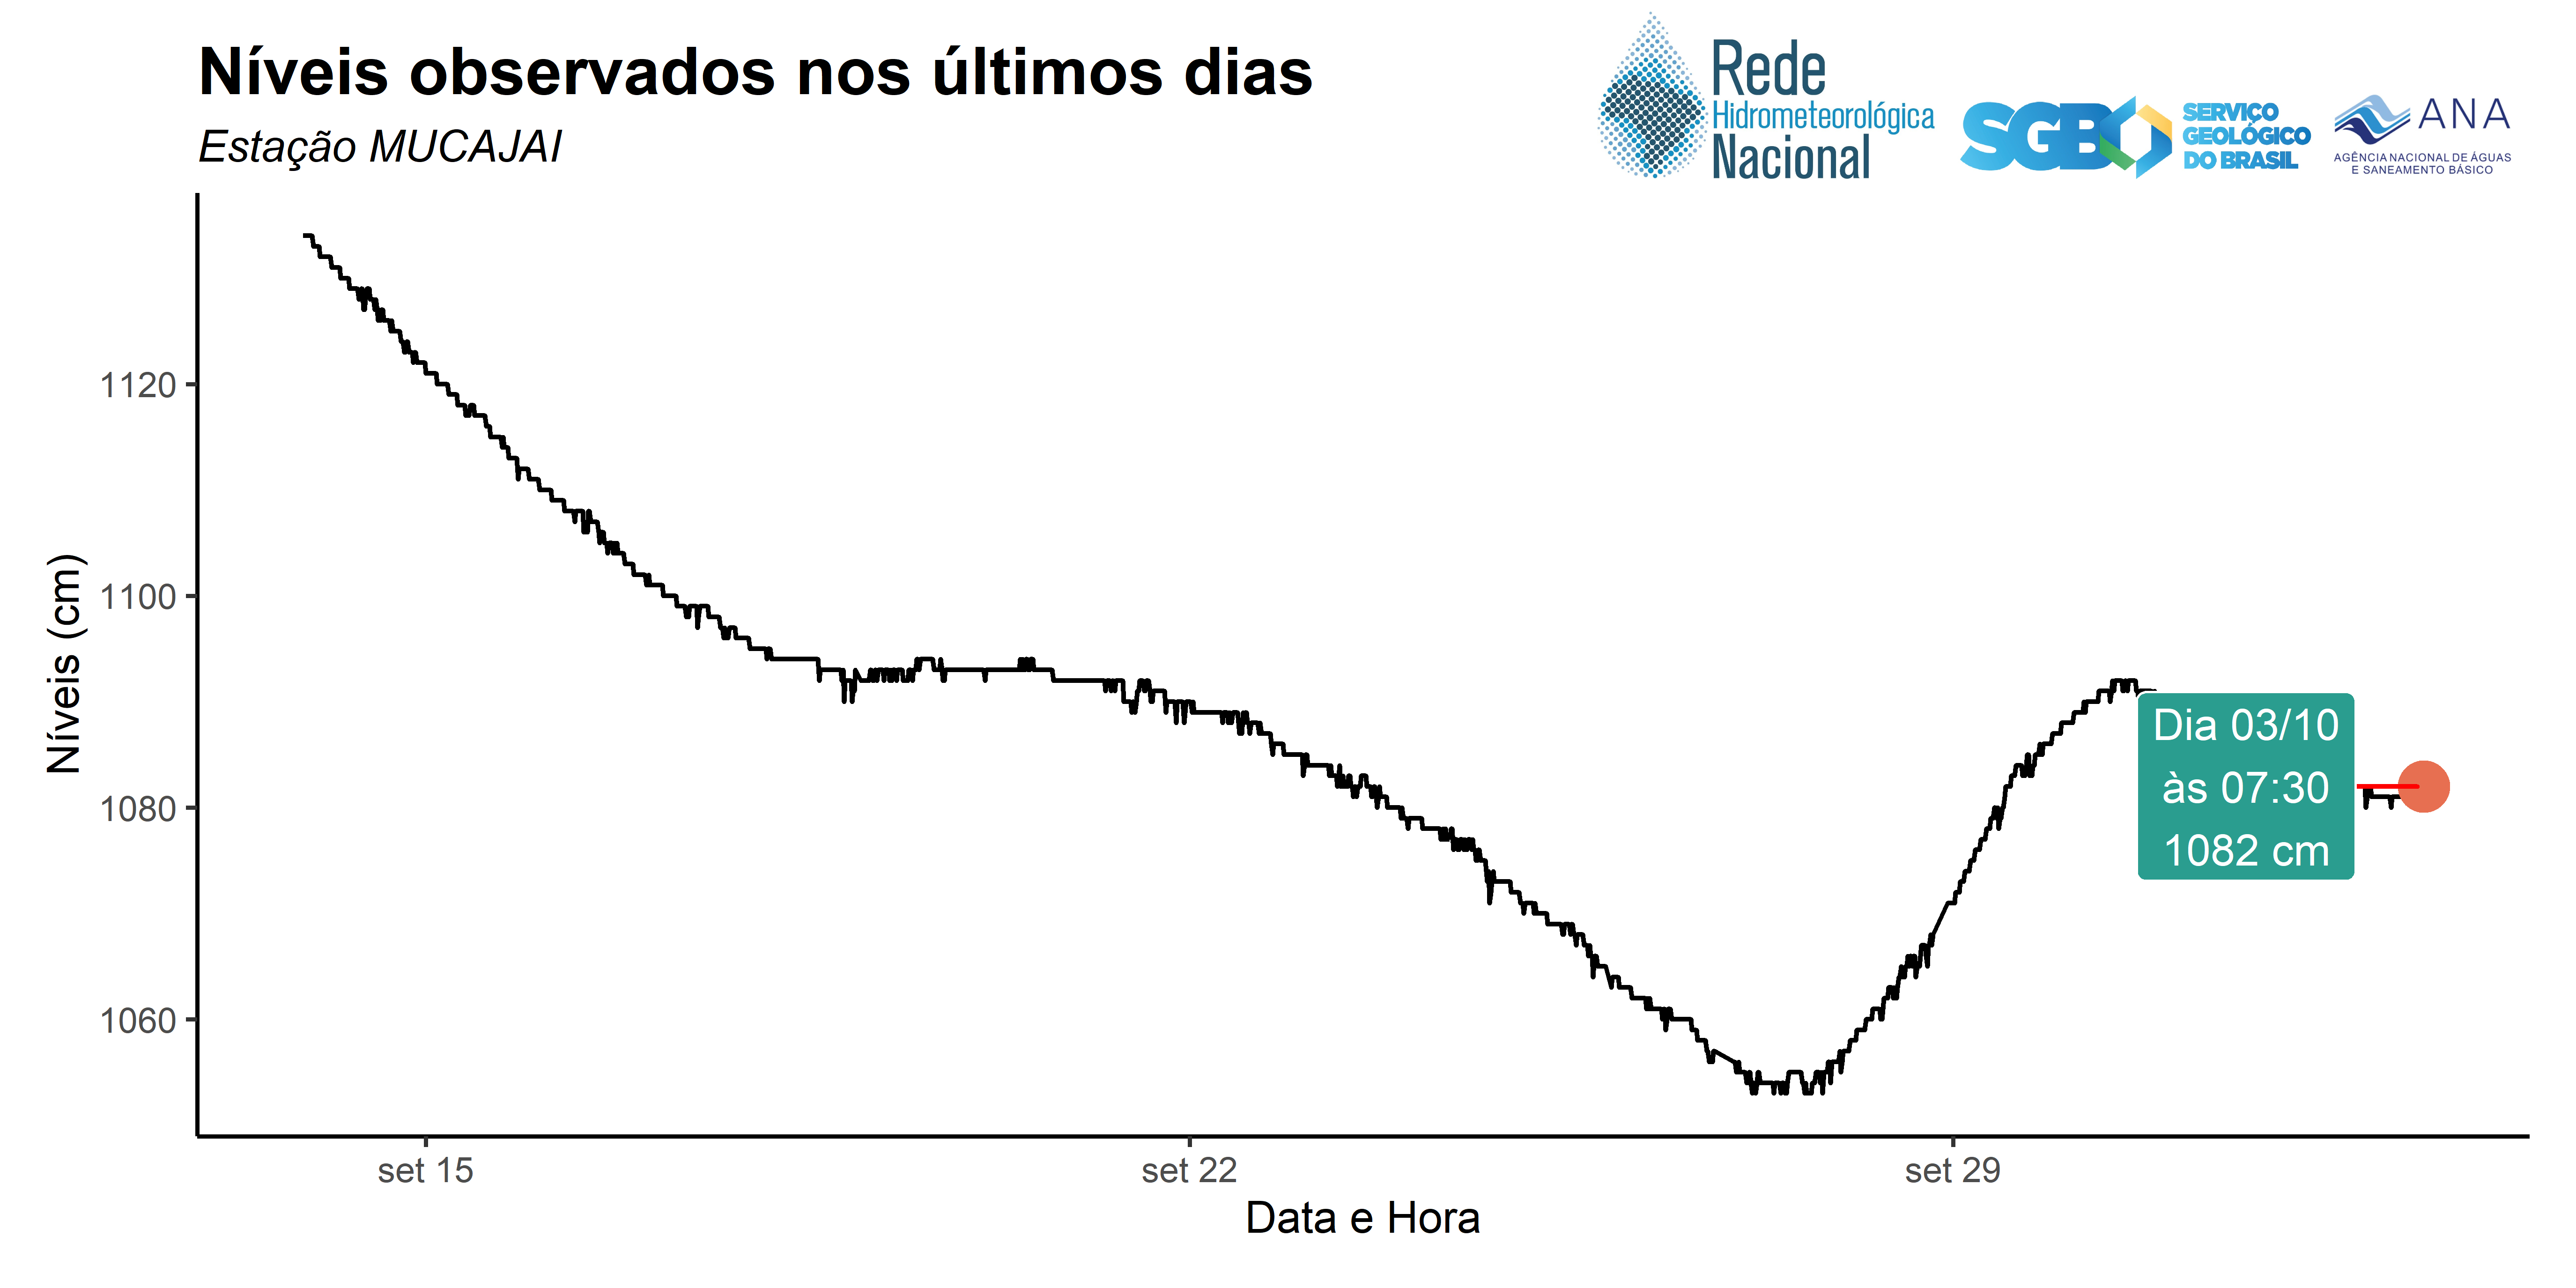 Níveis observados nos últimos dias
Estação MUCAJAI
Rede
Hidrometeorológica
Nacional
SGB
SERVIÇO
GEOLÓGICO
DO BRASIL
ANA
AGÊNCIA NACIONAL DE ÁGUAS
E SANEAMENTO BÁSICO
Níveis (cm)
1120
1100
1080
1060
Dia 03/10
às 07:30
1082 cm
set 15
set 22
set 29
Data e Hora